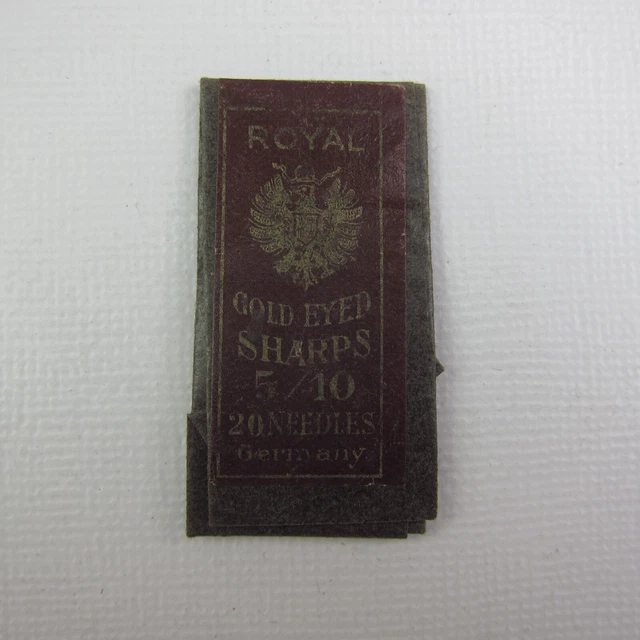 ROYAL
GOLD EYED
SHARPS
5/10
20 NEEDLES
Germany